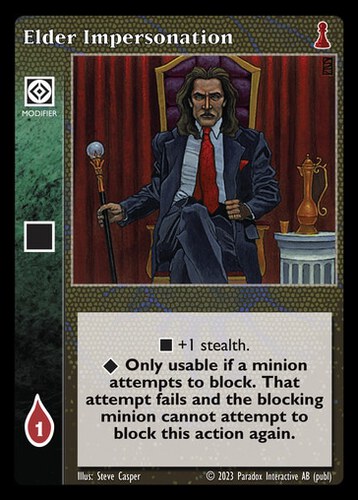 Elder Impersonation
MODIFIER
+1 stealth.
Only usable if a minion
attempts to block. That
attempt fails and the blocking
minion cannot attempt to
block this action again.
1
Illus: Steve Casper © 2023 Paradox Interactive AB (publ)